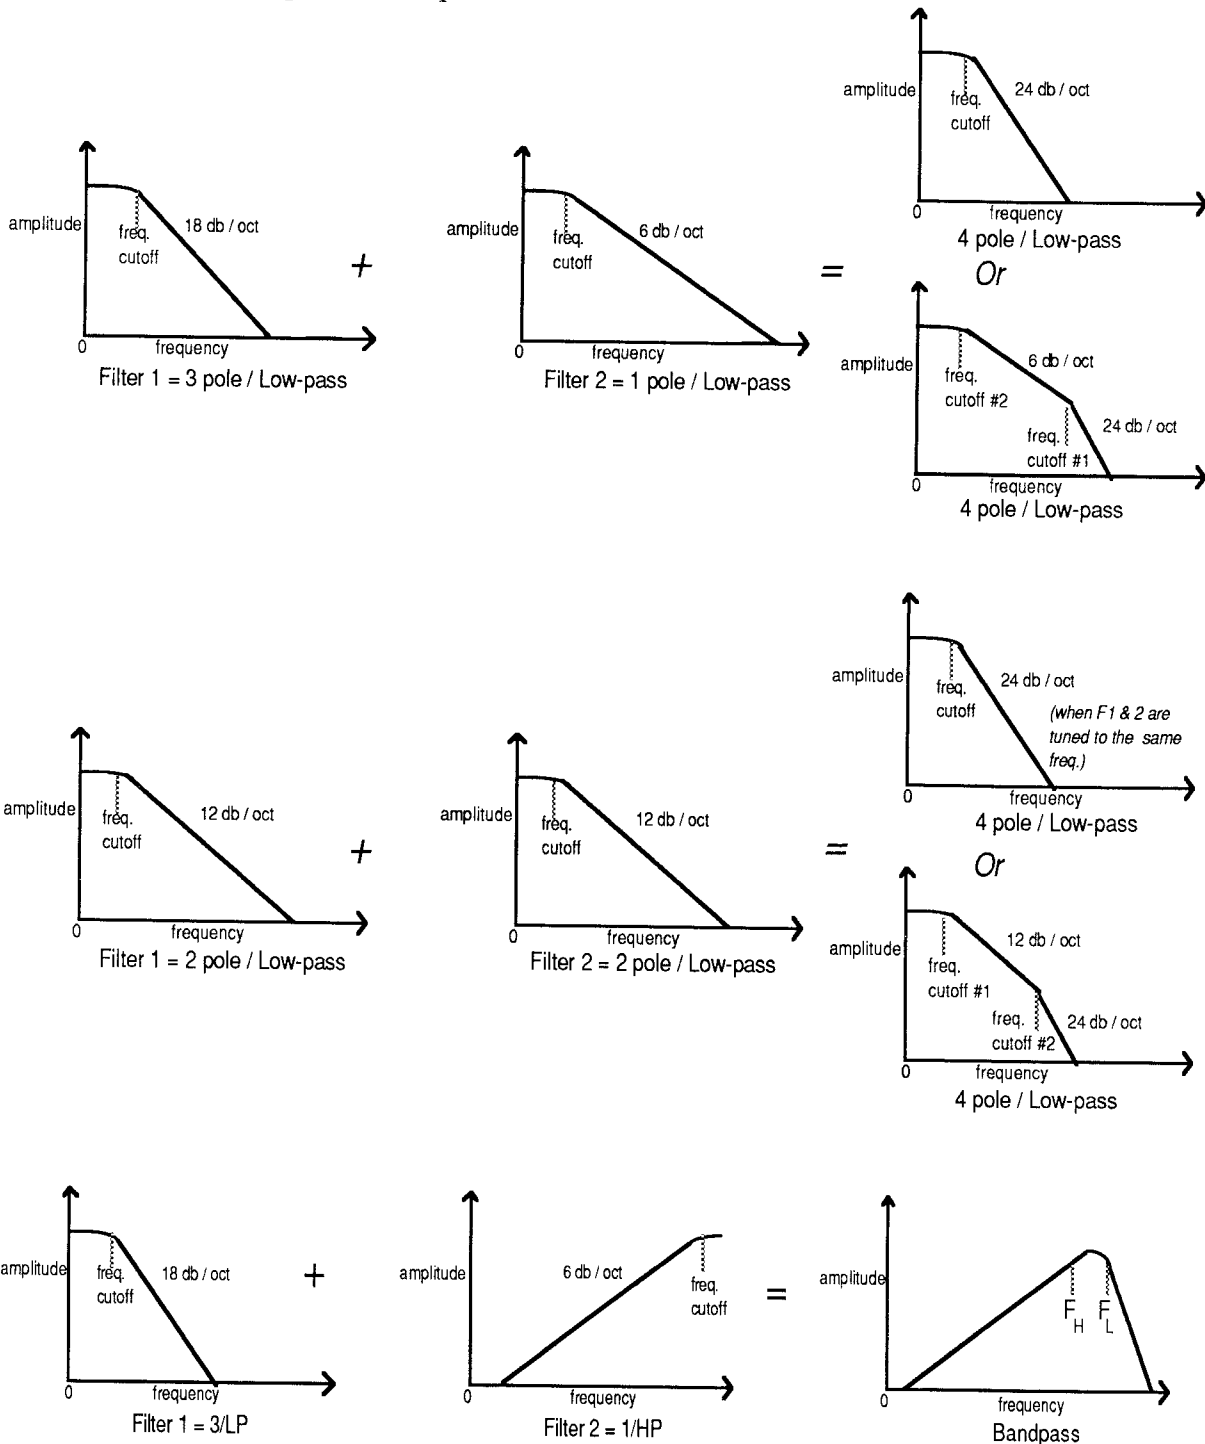 amplitude
freq.
cutoff
18 db / oct
0
frequency
Filter 1 = 3 pole / Low-pass
+
amplitude
freq.
cutoff
6 db / oct
0
frequency
Filter 2 = 1 pole / Low-pass
=
amplitude
freq.
cutoff
24 db / oct
0
frequency
4 pole / Low-pass
Or
amplitude
freq.
cutoff #2
6 db / oct
freq.
cutoff #1
24 db / oct
0
frequency
4 pole / Low-pass
amplitude
freq.
cutoff
12 db / oct
0
frequency
Filter 1 = 2 pole / Low-pass
+
amplitude
freq.
cutoff
12 db / oct
0
frequency
Filter 2 = 2 pole / Low-pass
=
amplitude
freq.
cutoff
24 db / oct
(when F1 & 2 are
tuned to the same
freq.)
0
frequency
4 pole / Low-pass
Or
amplitude
freq.
cutoff #1
12 db / oct
freq.
cutoff #2
24 db / oct
0
frequency
4 pole / Low-pass
amplitude
freq.
cutoff
18 db / oct
0
frequency
Filter 1 = 3/LP
+
amplitude
6 db / oct
freq.
cutoff
0
frequency
Filter 2 = 1/HP
=
amplitude
F_H F_L
0
frequency
Bandpass